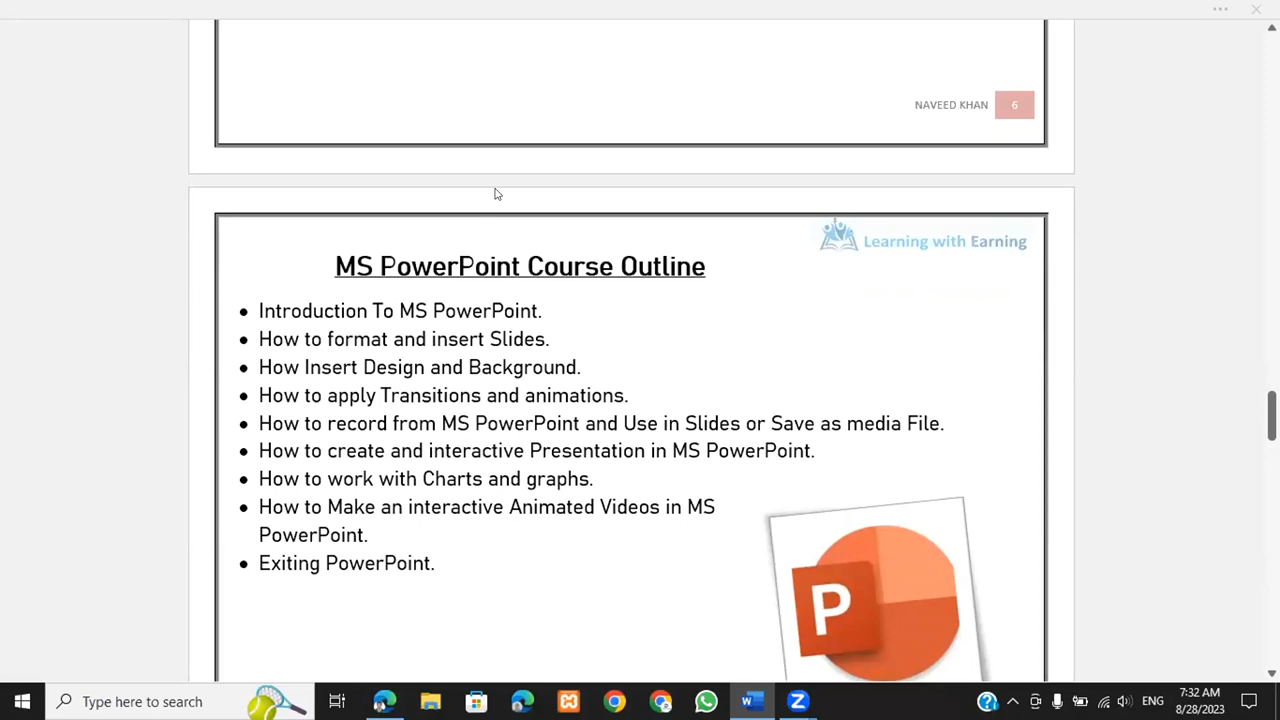 NAVEED KHAN 6
Learning with Earning
MS PowerPoint Course Outline
• Introduction To MS PowerPoint.
• How to format and insert Slides.
• How Insert Design and Background.
• How to apply Transitions and animations.
• How to record from MS PowerPoint and Use in Slides or Save as media File.
• How to create and interactive Presentation in MS PowerPoint.
• How to work with Charts and graphs.
• How to Make an interactive Animated Videos in MS
PowerPoint.
• Exiting PowerPoint.
P
Type here to search
ENG
7:32 AM
8/28/2023